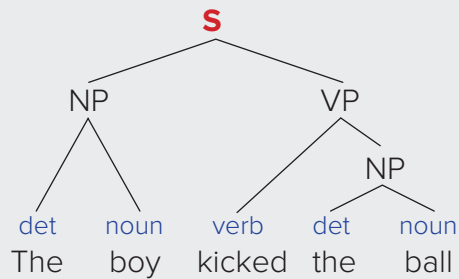 S
NP VP
NP
det noun verb det noun
The boy kicked the ball